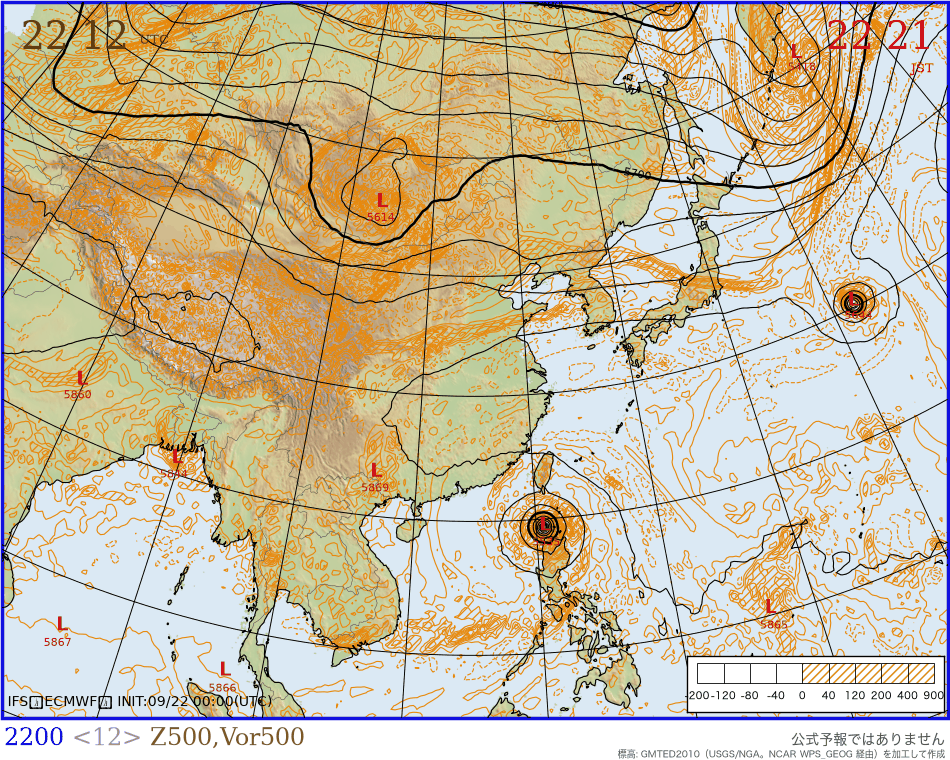 22 12 UTC
22 21
JST
L
L
5614
5700
L
L
5860
L
5844
L
5869
L
L
5867
L
5866
L
5865
-200 -120 -80 -40 0 40 120 200 400 900
IFS ECMWF INIT:09/22 00:00(UTC)
2200 <12> Z500,Vor500
公式予報ではありません
標高: GMTED2010（USGS/NGA。NCAR WPS_GEOG 経由）を加工して作成